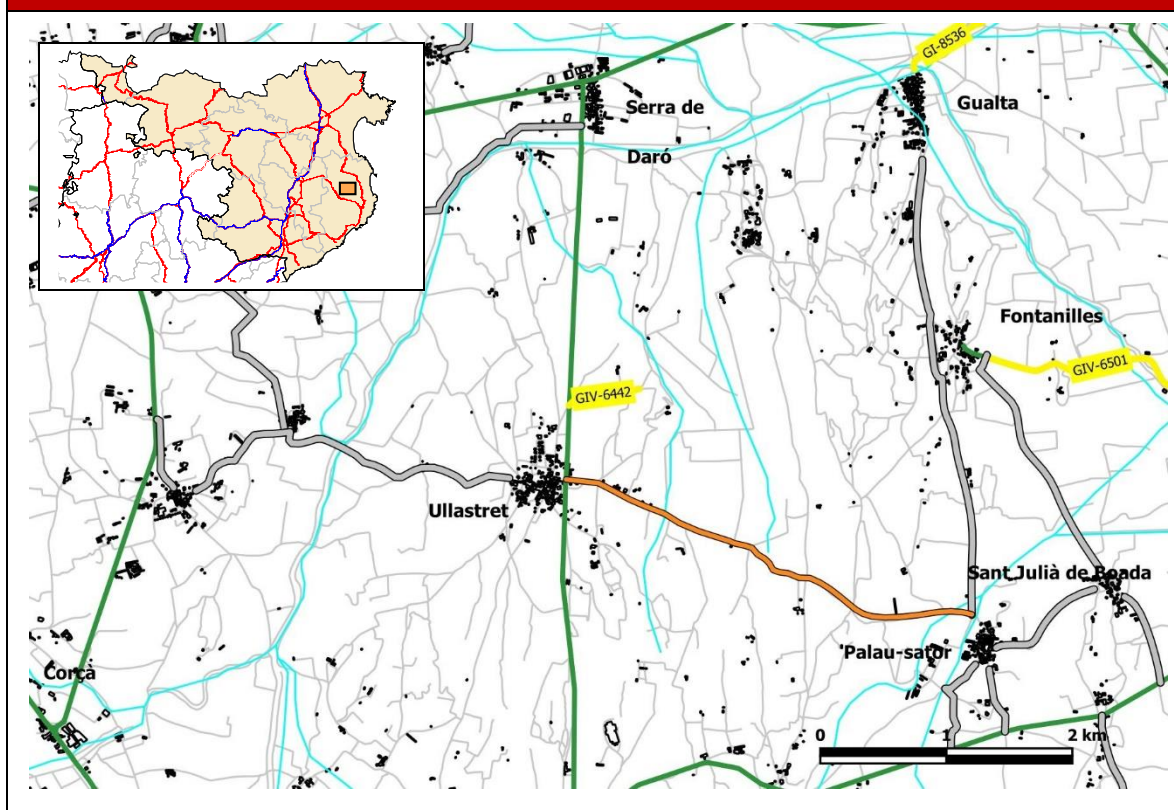 GI-8536
Serra de
Daró
Gualta
Fontanilles
GIV-6501
GIV-6442
Ullastret
Sant Julià de Boada
Palau-sator
Corçà
0 1 2 km